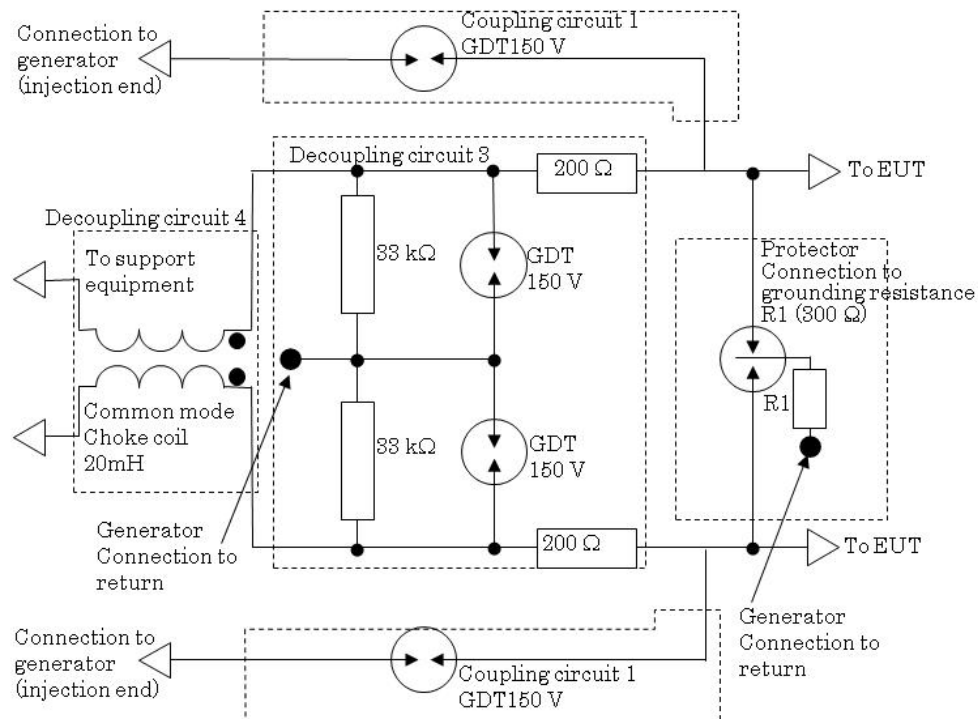 Coupling circuit 1
GDT150 V
Connection to
generator
(injection end)
Decoupling circuit 3
200 Ω
To EUT
Decoupling circuit 4
To support
equipment
33 kΩ
GDT
150 V
Protector
Connection to
grounding resistance
R1 (300 Ω)
R1
Common mode
Choke coil
20mH
33 kΩ
GDT
150 V
Generator
Connection to
return
200 Ω
To EUT
Generator
Connection to
return
Connection to
generator
(injection end)
Coupling circuit 1
GDT150 V